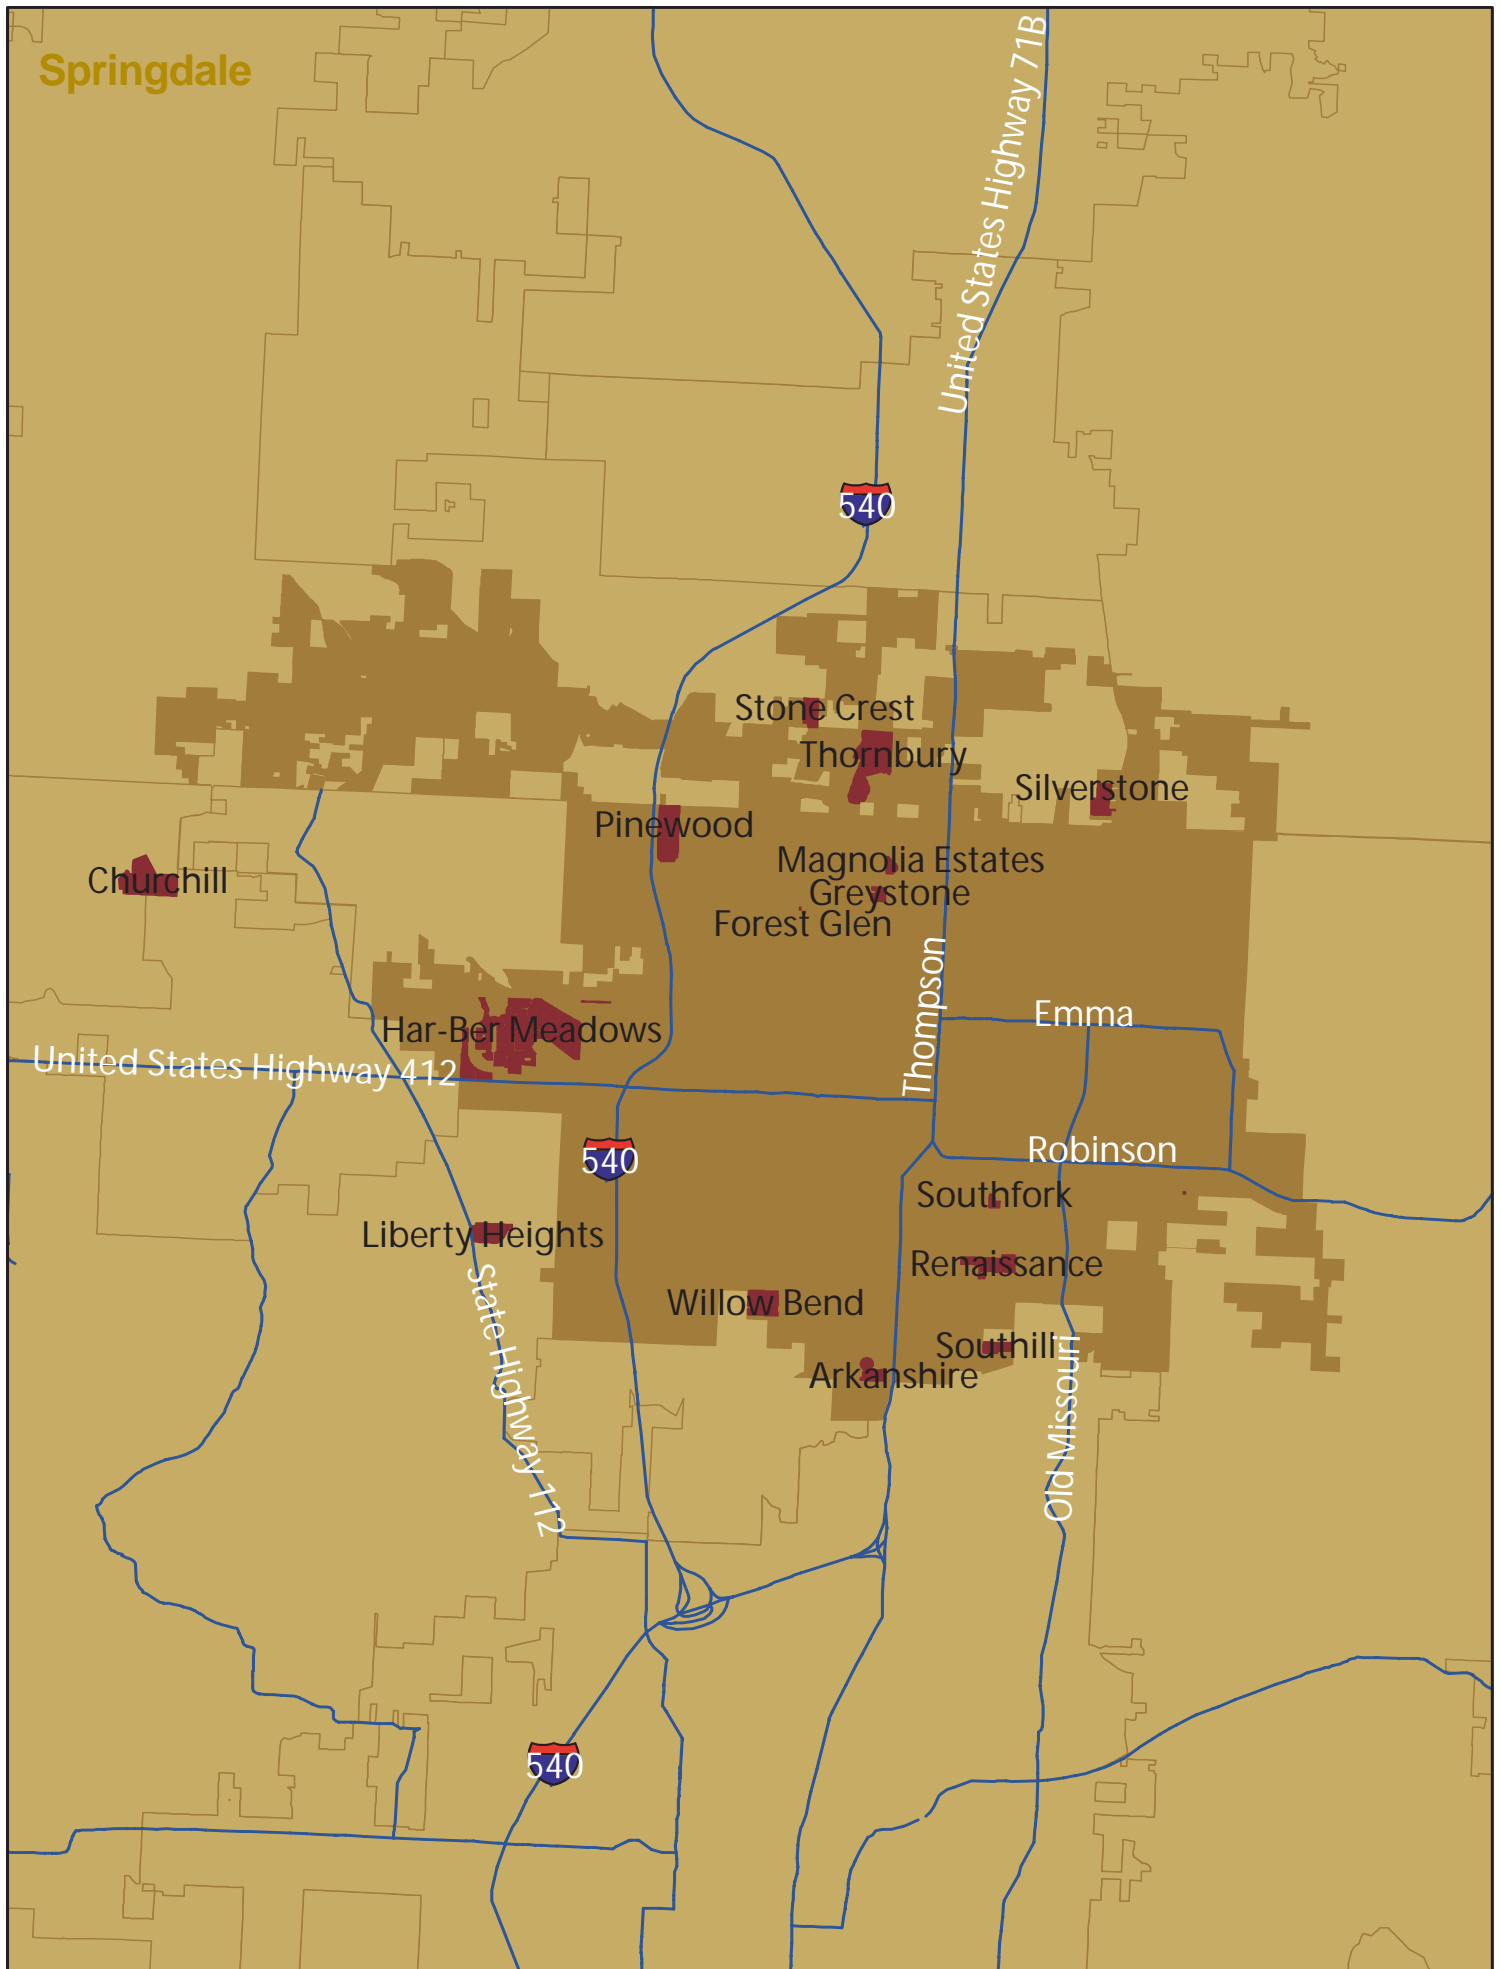 Springdale
United States Highway 71B
540
Stone Crest
Thornbury
Silverstone
Pinewood
Magnolia Estates
Churchill
Greystone
Forest Glen
Thompson
Emma
Har-Ber Meadows
United States Highway 412
Robinson
540
Southfork
Liberty Heights
Renaissance
State Highway 112
Willow Bend
Southill
Arkanshire
Old Missouri
540